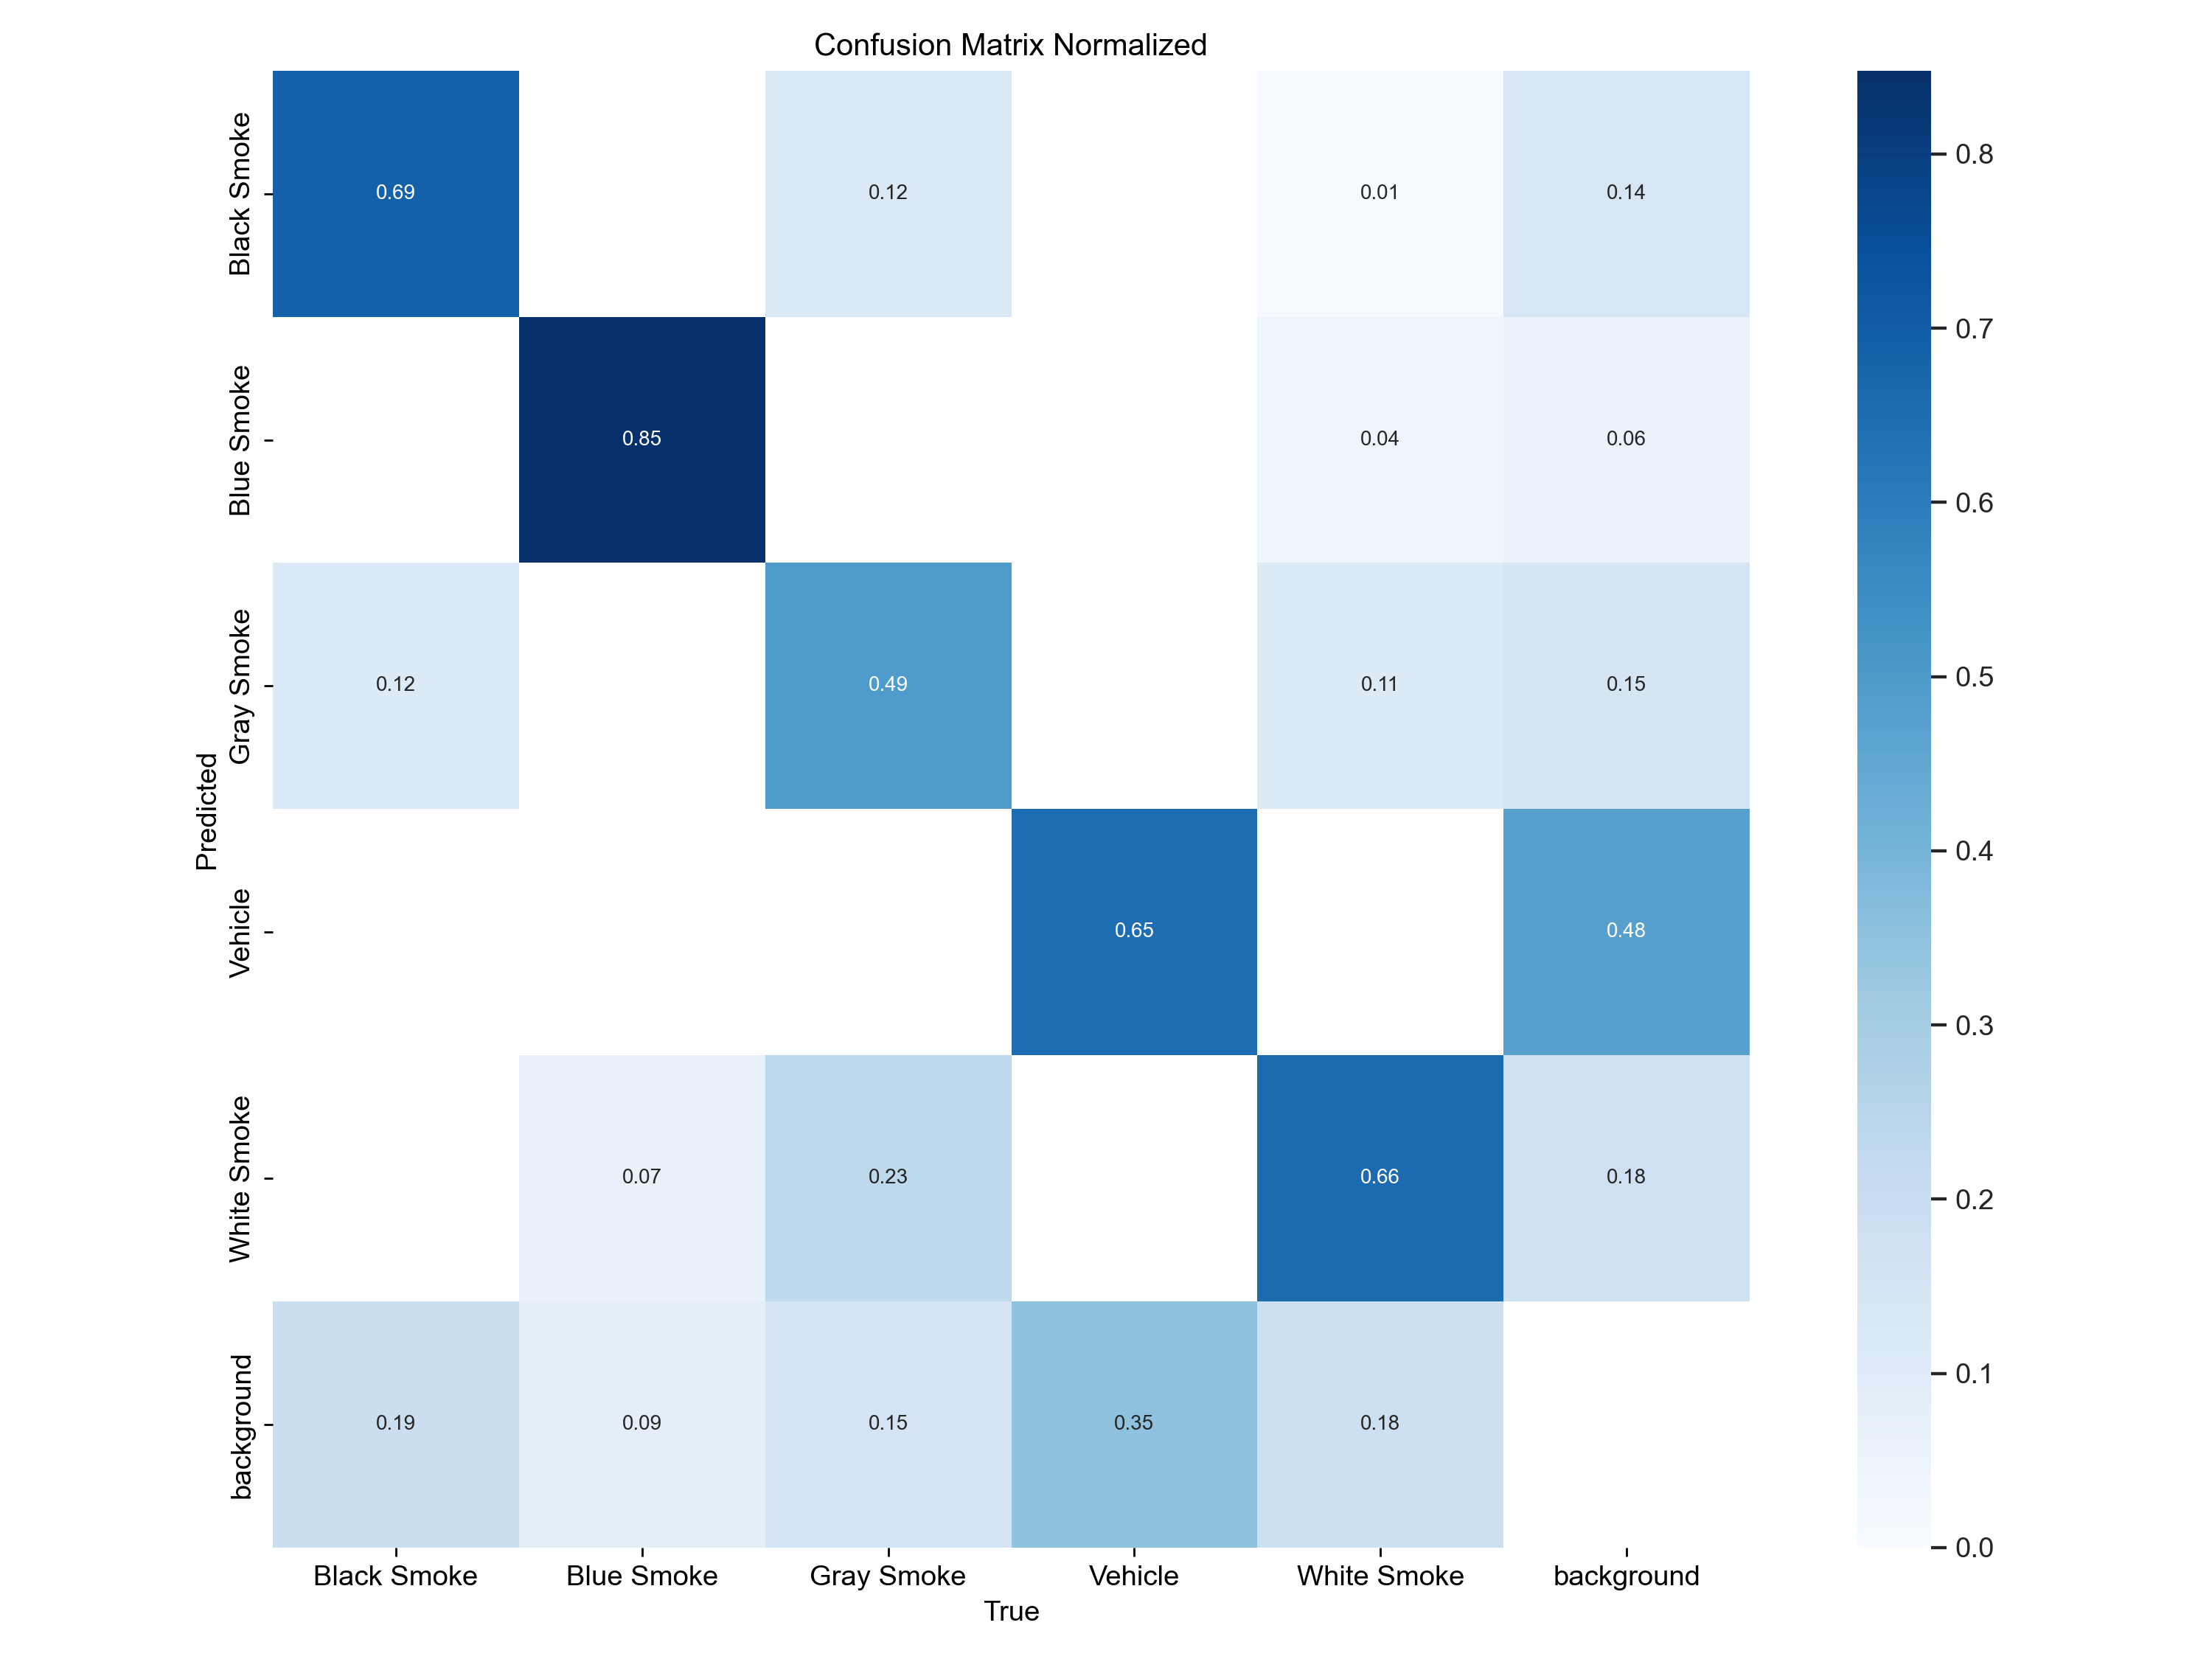 Confusion Matrix Normalized
Predicted
Black Smoke
0.69
0.12
0.01
0.14
Blue Smoke
0.85
0.04
0.06
Gray Smoke
0.12
0.49
0.11
0.15
Vehicle
0.65
0.48
White Smoke
0.07
0.23
0.66
0.18
background
0.19
0.09
0.15
0.35
0.18
Black Smoke
Blue Smoke
Gray Smoke
Vehicle
White Smoke
background
True
0.8
0.7
0.6
0.5
0.4
0.3
0.2
0.1
0.0